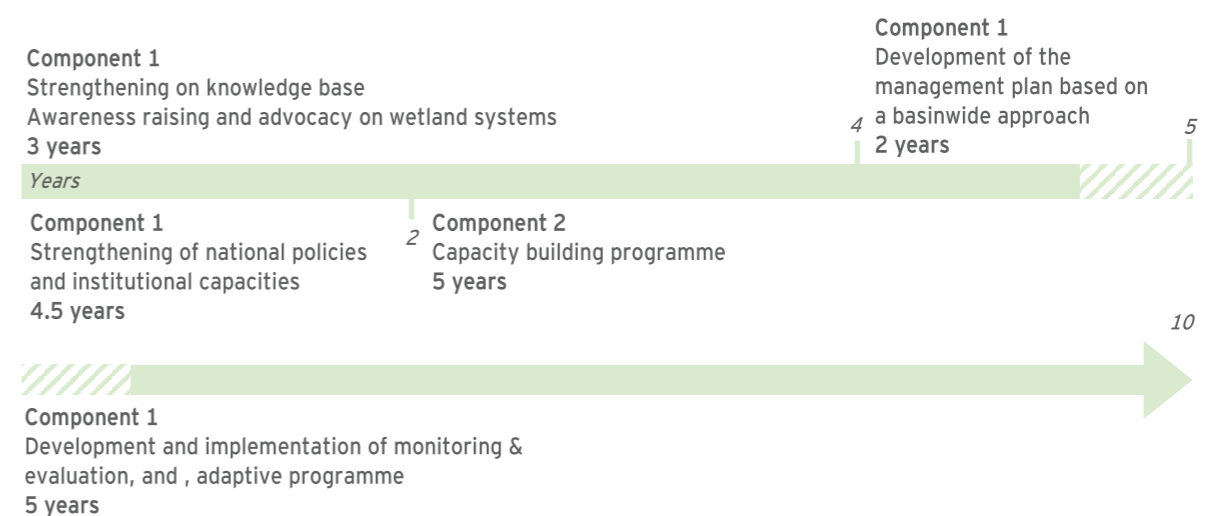 Component 1
Strengthening on knowledge base
Awareness raising and advocacy on wetland systems
3 years
4
Component 1
Development of the
management plan based on
a basinwide approach
2 years
5
Years
Component 1
Strengthening of national policies
and institutional capacities
4.5 years
2
Component 2
Capacity building programme
5 years
10
Component 1
Development and implementation of monitoring &
evaluation, and , adaptive programme
5 years